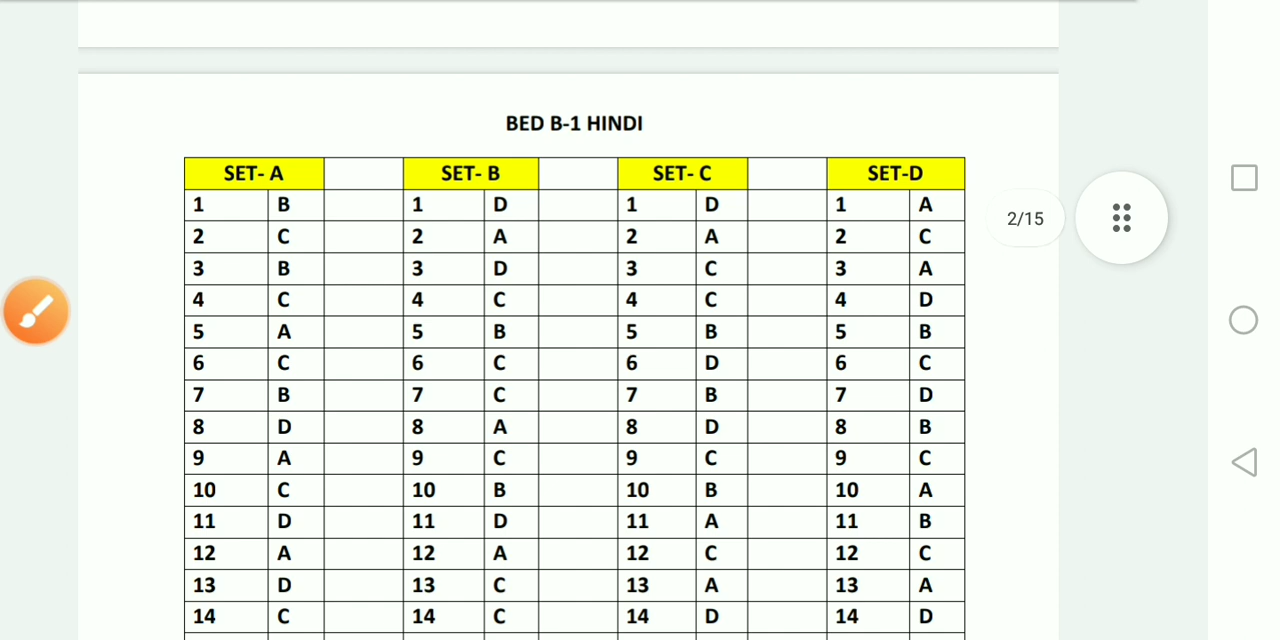 BED B-1 HINDI
SET- A SET- B SET- C SET-D
1 B 1 D 1 D 1 A
2 C 2 A 2 A 2 C
3 B 3 D 3 C 3 A
4 C 4 C 4 C 4 D
5 A 5 B 5 B 5 B
6 C 6 C 6 D 6 C
7 B 7 C 7 B 7 D
8 D 8 A 8 D 8 B
9 A 9 C 9 C 9 C
10 C 10 B 10 B 10 A
11 D 11 D 11 A 11 B
12 A 12 A 12 C 12 C
13 D 13 C 13 A 13 A
14 C 14 C 14 D 14 D
2/15